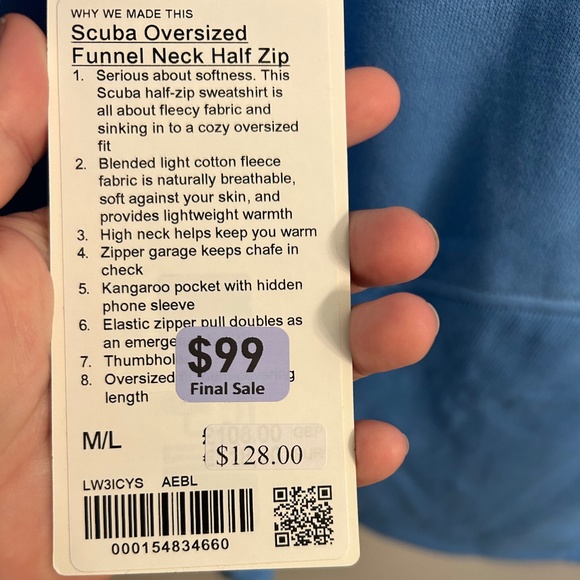 WHY WE MADE THIS
Scuba Oversized
Funnel Neck Half Zip
1. Serious about softness. This
Scuba half-zip sweatshirt is
all about fleecy fabric and
sinking in to a cozy oversized
fit
2. Blended light cotton fleece
fabric is naturally breathable,
soft against your skin, and
provides lightweight warmth
3. High neck helps keep you warm
4. Zipper garage keeps chafe in
check
5. Kangaroo pocket with hidden
phone sleeve
6. Elastic zipper pull doubles as
an emerge
7. Thumbhol
8. Oversized
length
$99
Final Sale
M/L
$128.00
LW3ICYS AEBL
000154834660